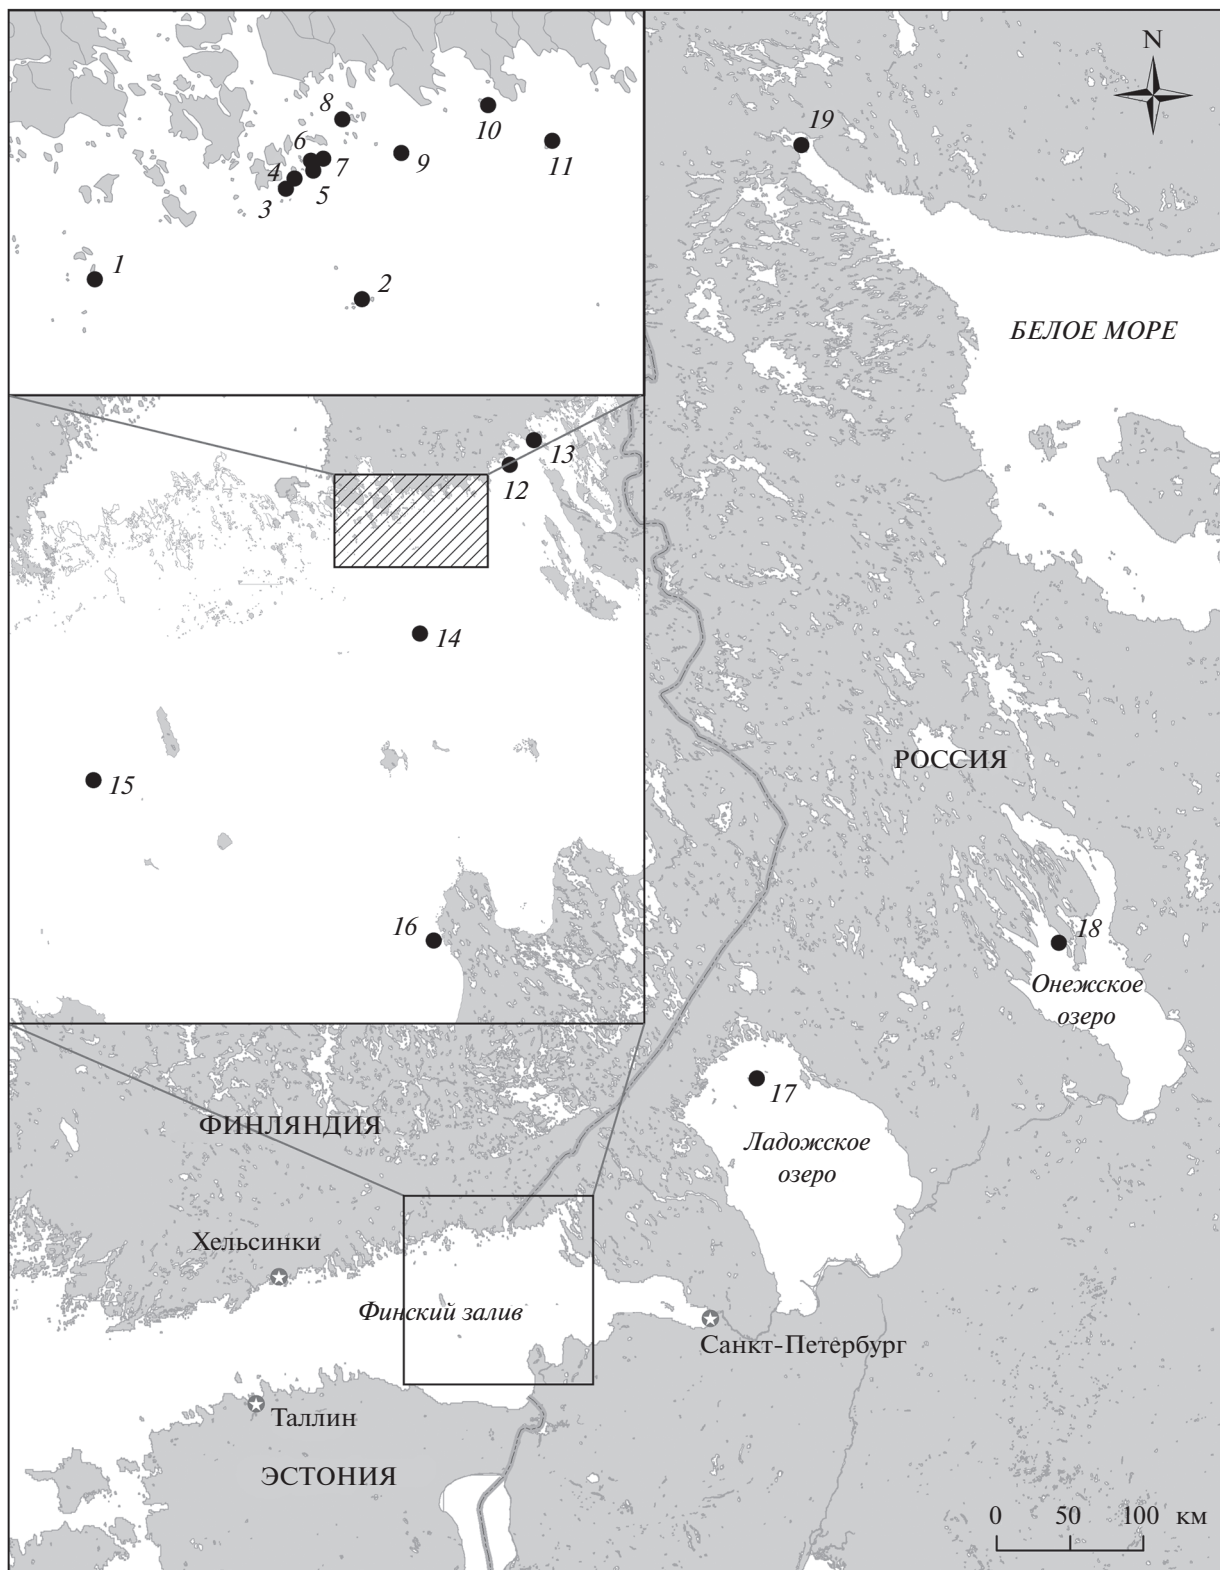 N
8
10
19
6
7
9
11
4
3
5
1
2
БЕЛОЕ МОРЕ
13
12
14
РОССИЯ
15
16
18
Онежское
озеро
17
ФИНЛЯНДИЯ
Ладожское
озеро
Хельсинки
Финский залив
Санкт-Петербург
Таллин
ЭСТОНИЯ
0 50 100 км